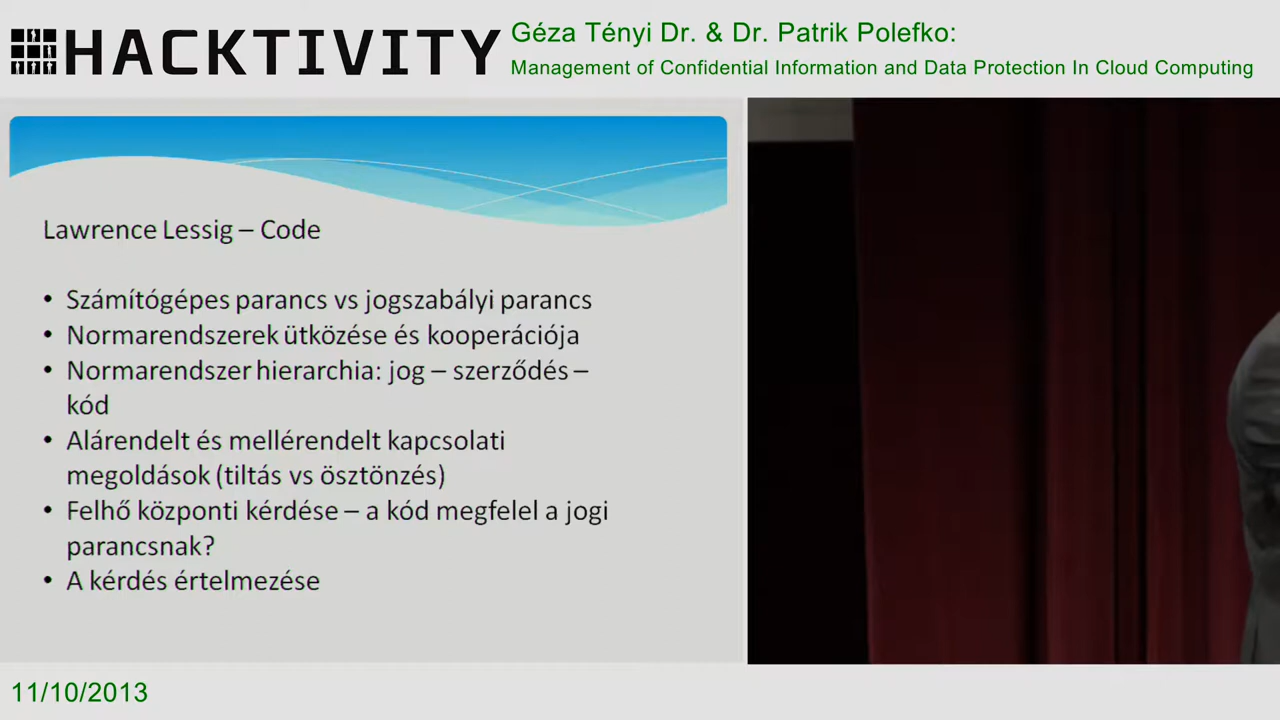 HACKTIVITY
Géza Tényi Dr. & Dr. Patrik Polefko:
Management of Confidential Information and Data Protection In Cloud Computing
Lawrence Lessig – Code
• Számítógépes parancs vs jogszabályi parancs
• Normarendszerek ütközése és kooperációja
• Normarendszer hierarchia: jog – szerződés –
kód
• Alárendelt és mellérendelt kapcsolati
megoldások (tiltás vs ösztönzés)
• Felhő központi kérdése – a kód megfelel a jogi
parancsnak?
• A kérdés értelmezése
11/10/2013